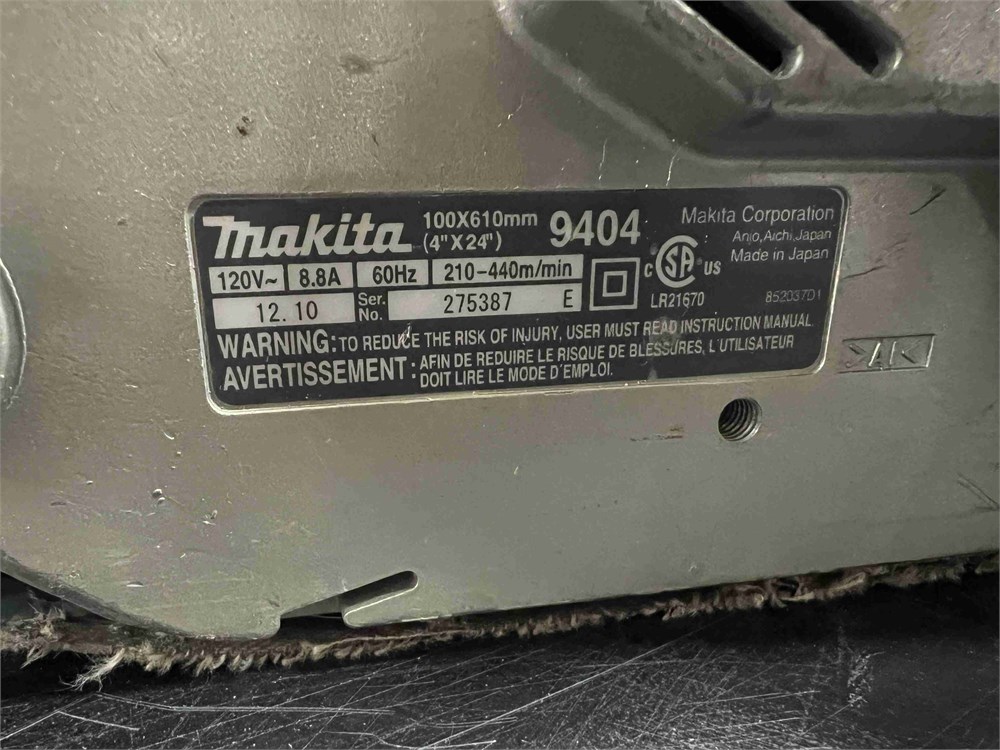 makita 100X610mm (4"X24") 9404 Makita Corporation
Anjo, Aichi, Japan
Made in Japan
120V~ 8.8A 60Hz 210-440m/min
C SA US
12. 10 Ser. No. 275387 E LR21670 852037D1
WARNING: TO REDUCE THE RISK OF INJURY, USER MUST READ INSTRUCTION MANUAL
AVERTISSEMENT: AFIN DE REDUIRE LE RISQUE DE BLESSURES, L'UTILISATEUR
DOIT LIRE LE MODE D'EMPLOI.
>AL<